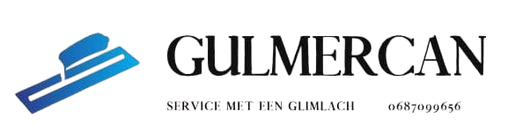 GULMERCAN
SERVICE MET EEN GLIMLACH 0687099656